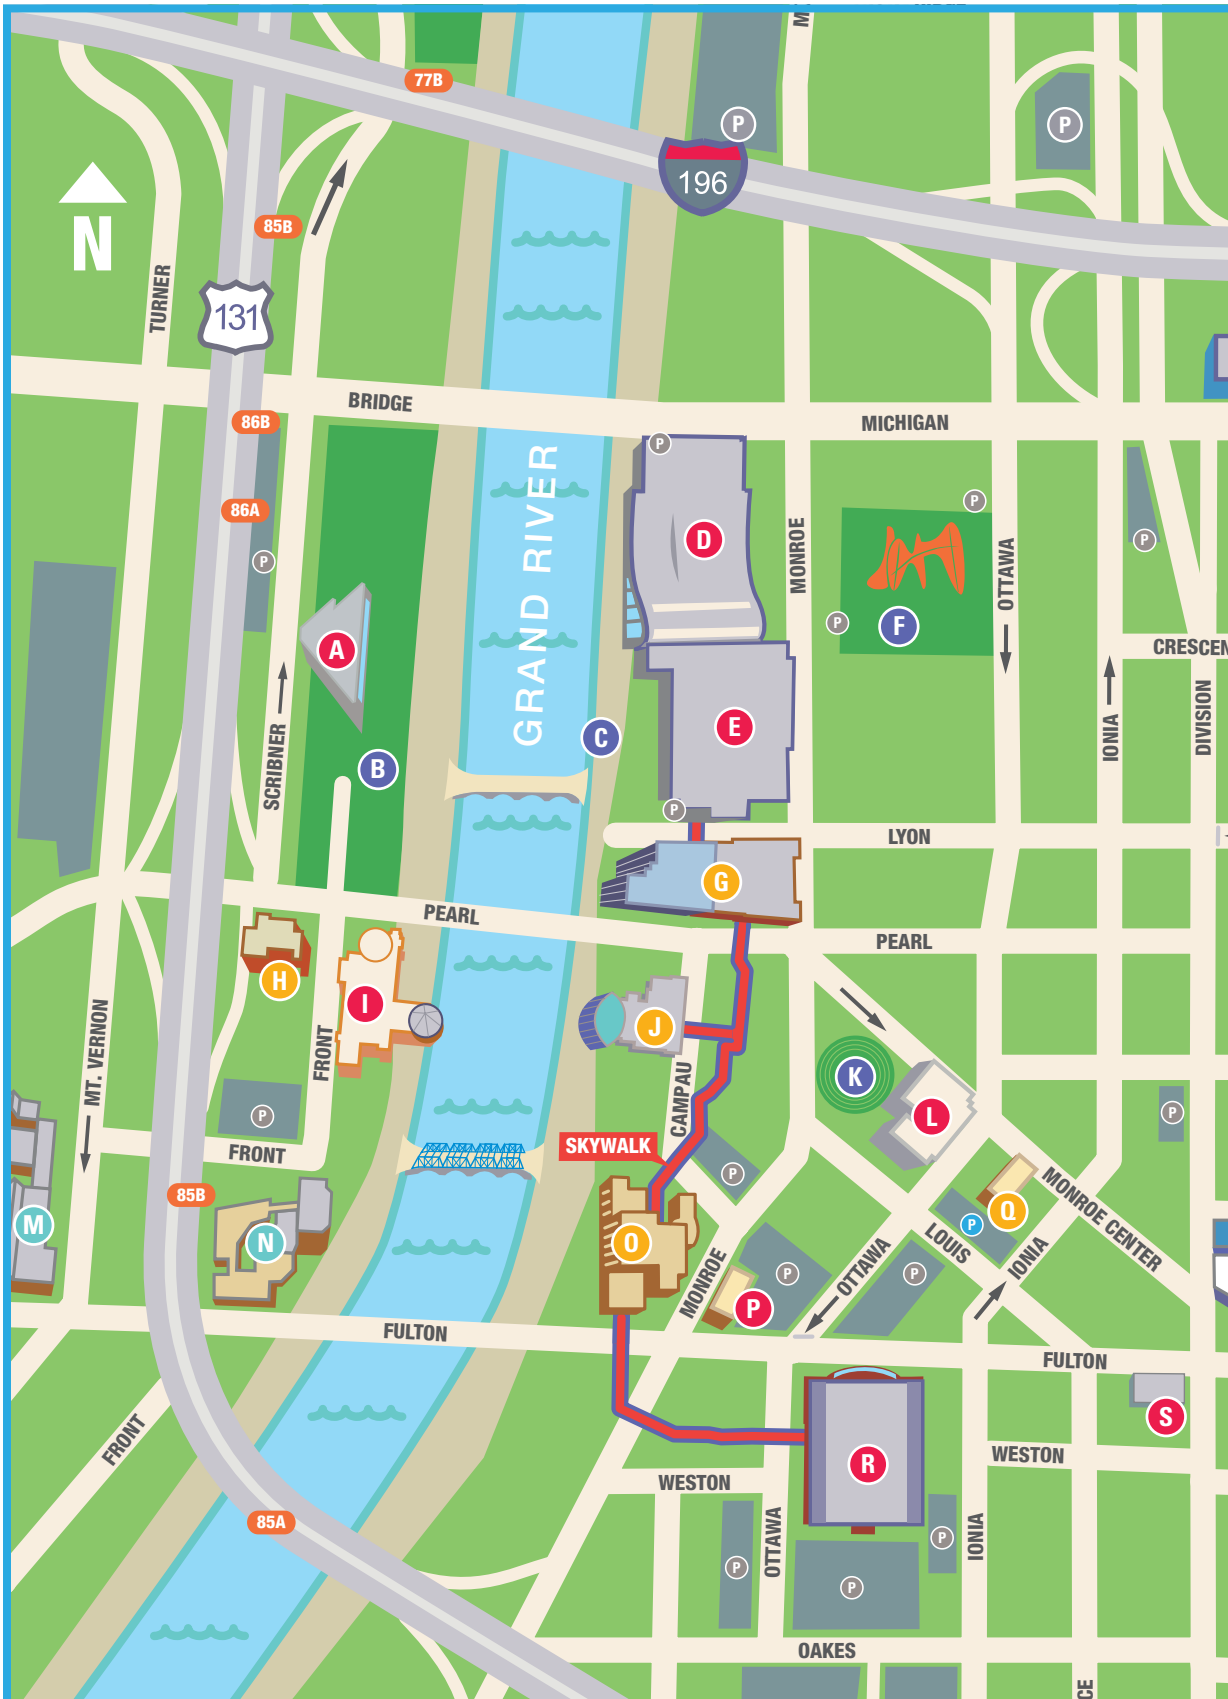 77B
P
P
196
N
85B
TURNER
131
BRIDGE
MICHIGAN
86B
P
86A
P
D
P
P
MONROE
OTTAWA
GRAND RIVER
P
F
A
CRESCEN
SCRIBNER
C
E
IONIA
DIVISION
B
P
LYON
G
PEARL
PEARL
H
I
J
MT. VERNON
FRONT
K
CAMPAU
L
P
P
SKYWALK
FRONT
P
MONROE CENTER
85B
M
N
O
Q
P
LOUIS
IONIA
MONROE
P
OTTAWA
P
P
FULTON
FULTON
S
FRONT
R
WESTON
WESTON
85A
OTTAWA
IONIA
P
P
P
OAKES
CE